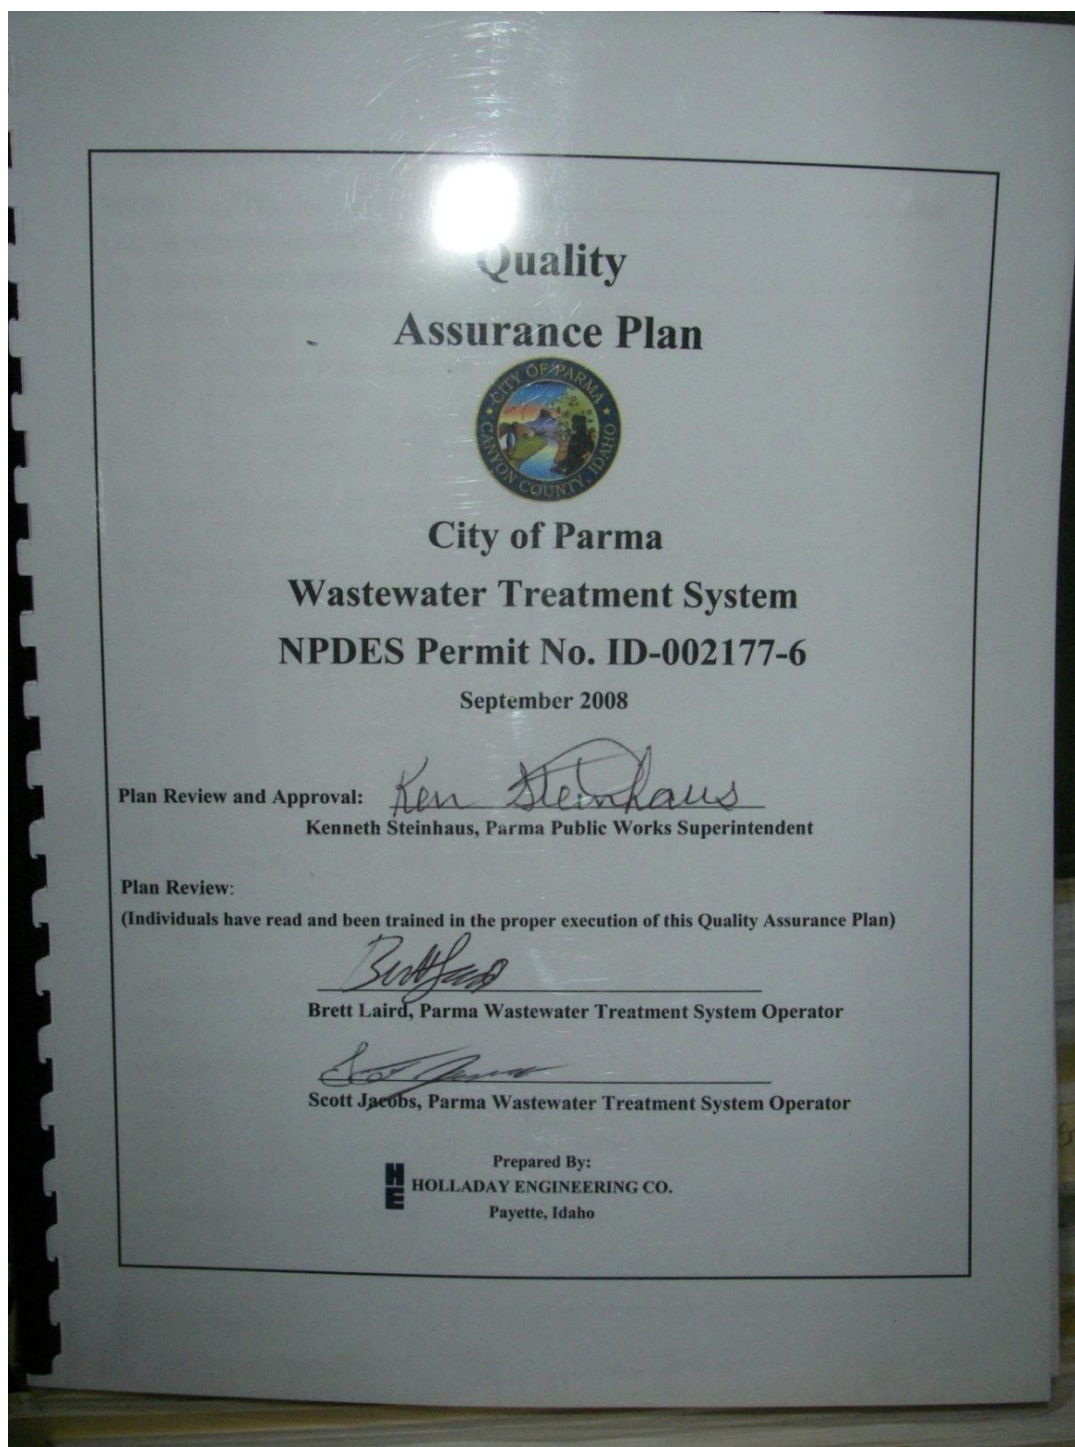 Quality
Assurance Plan
CITY OF PARMA
CANYON COUNTY, IDAHO
City of Parma
Wastewater Treatment System
NPDES Permit No. ID-002177-6
September 2008
Plan Review and Approval: Ken Steinhaus
Kenneth Steinhaus, Parma Public Works Superintendent
Plan Review:
(Individuals have read and been trained in the proper execution of this Quality Assurance Plan)
Brett Laird
Brett Laird, Parma Wastewater Treatment System Operator
Scott Jacobs, Parma Wastewater Treatment System Operator
Prepared By:
HE HOLLADAY ENGINEERING CO.
Payette, Idaho